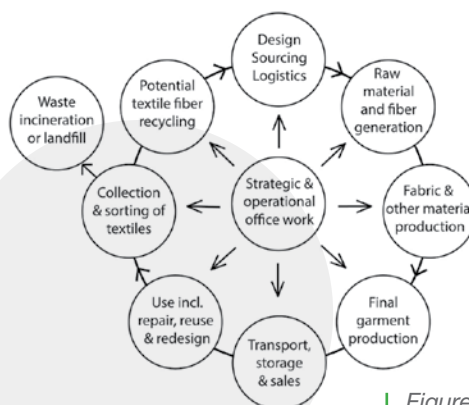 Design
Sourcing
Logistics
Raw
material
and fiber
generation
Fabric &
other material
production
Final
garment
production
Transport,
storage
& sales
Use incl.
repair, reuse
& redesign
Collection
& sorting of
textiles
Waste
incineration
or landfill
Potential
textile fiber
recycling
Strategic &
operational
office work
Figure